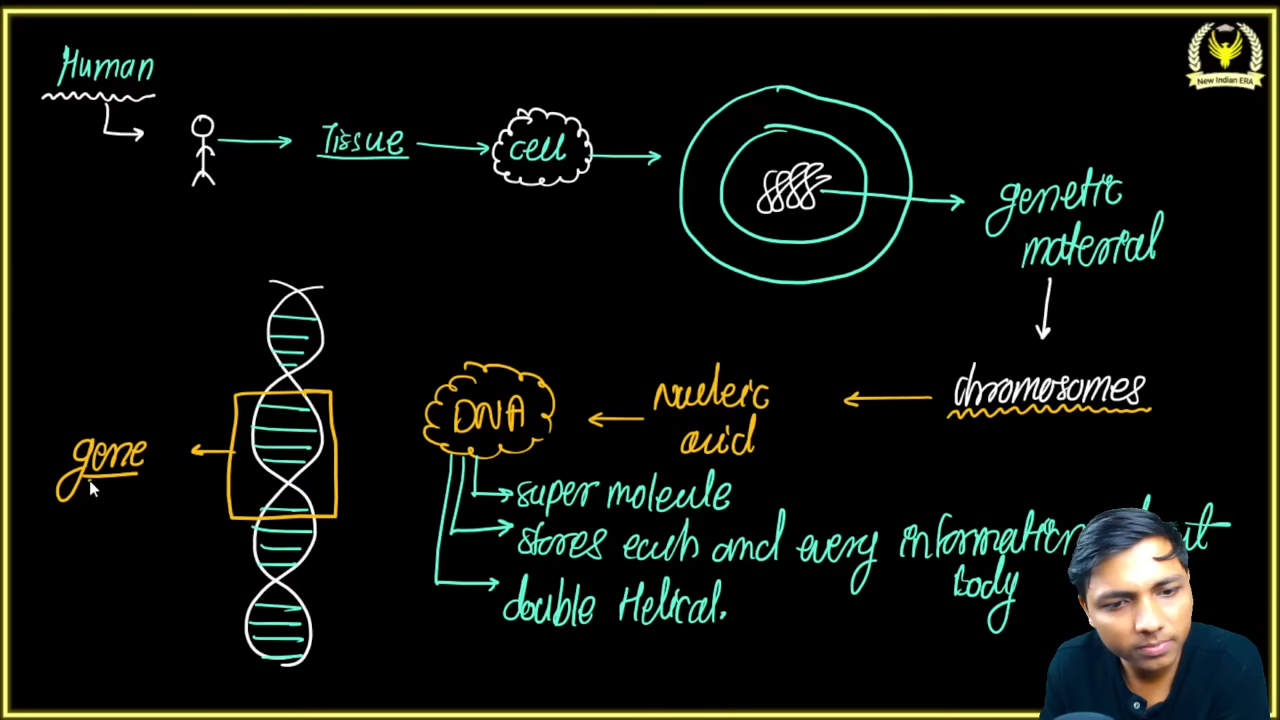 Human
New Indian ERA
Tissue
cell
genetic
material
chromosomes
nucleic
acid
DNA
gene
super molecule
stores each and every information
body
double Helical.